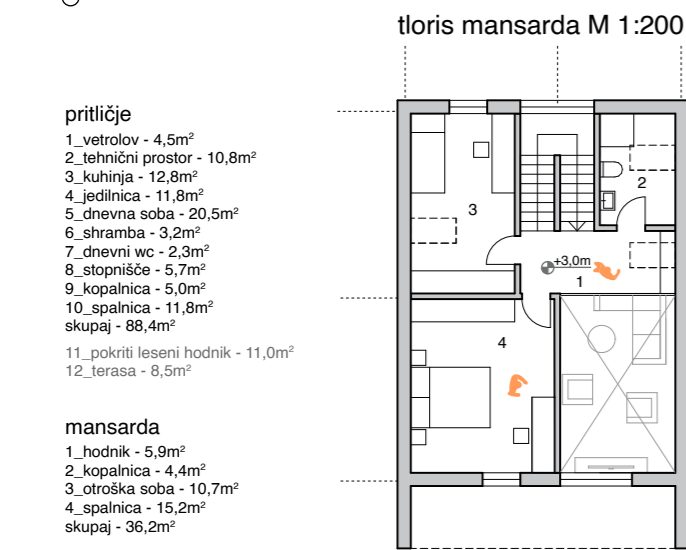 tloris mansarda M 1:200
pritličje
1_vetrolov - 4,5m²
2_tehnični prostor - 10,8m²
3_kuhinja - 12,8m²
4_jedilnica - 11,8m²
5_dnevna soba - 20,5m²
6_shramba - 3,2m²
7_dnevni wc - 2,3m²
8_stopnišče - 5,7m²
9_kopalnica - 5,0m²
10_spalnica - 11,8m²
skupaj - 88,4m²
11_pokriti leseni hodnik - 11,0m²
12_terasa - 8,5m²
mansarda
1_hodnik - 5,9m²
2_kopalnica - 4,4m²
3_otroška soba - 10,7m²
4_spalnica - 15,2m²
skupaj - 36,2m²
2
3
+3,0m
1
4